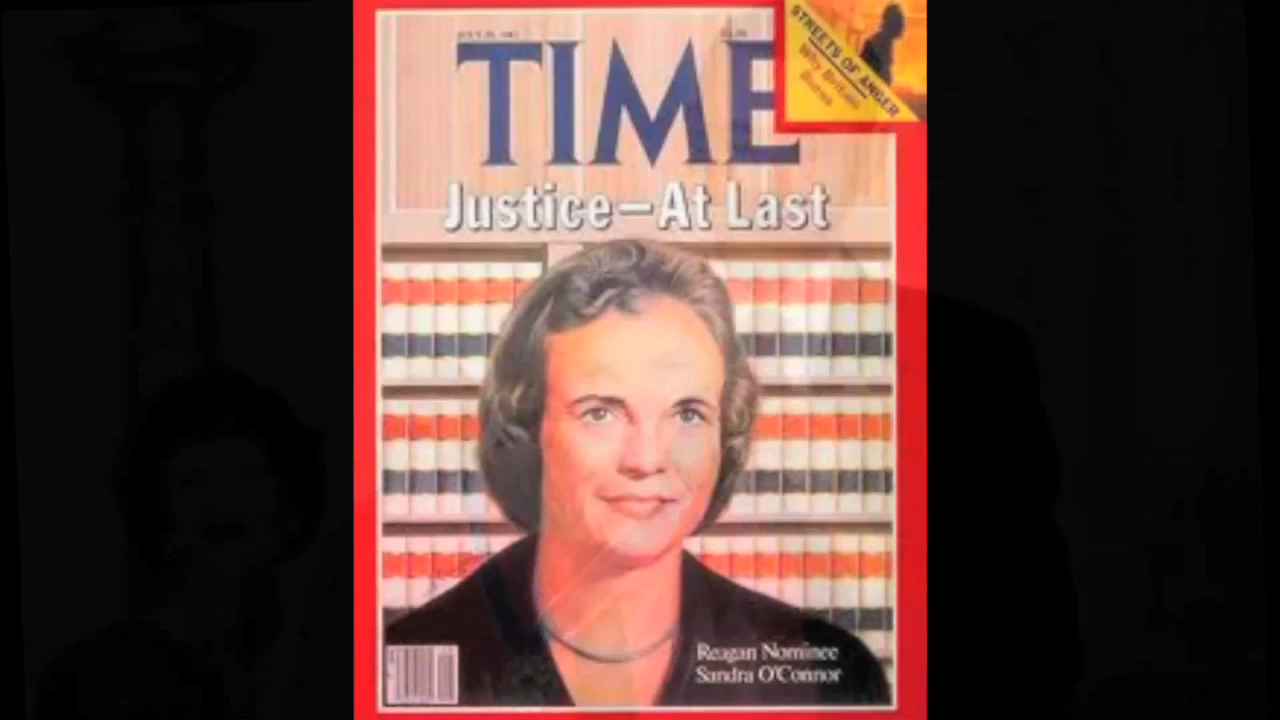 TIME
STREETS OF ANGER
Why Britain
Burns
Justice–At Last
Reagan Nominee
Sandra O'Connor